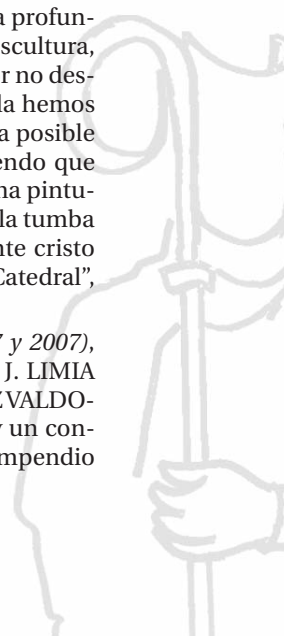 a profun-
scultura,
r no des-
la hemos
a posible
endo que
na pintu-
la tumba
nte cristo
Catedral”,
7 y 2007),
J. LIMIA
ZVALDO-
y un con-
mpendio